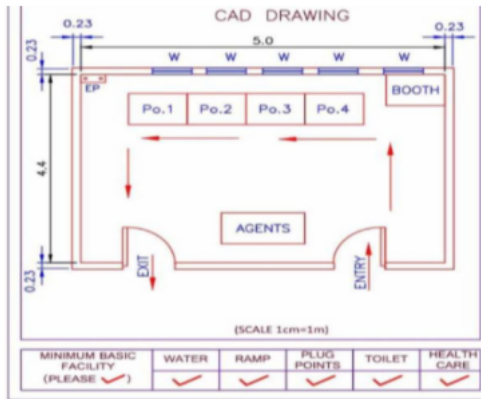 CAD DRAWING
0.23
0.23
5.0
0.23
W W W W W
EP
BOOTH
Po.1 Po.2 Po.3 Po.4
4.4
AGENTS
EXIT
ENTRY
0.23
(SCALE 1cm=1m)
MINIMUM BASIC
FACILITY
(PLEASE ✓)
WATER
RAMP
PLUG
POINTS
TOILET
HEALTH
CARE
✓ ✓ ✓ ✓ ✓